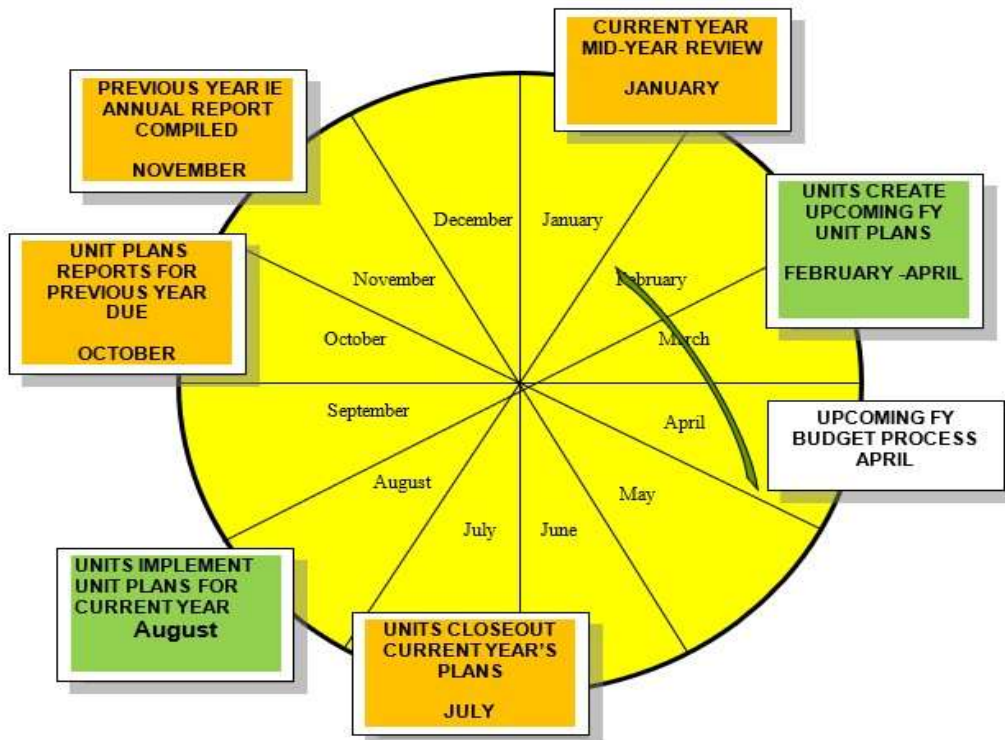 CURRENT YEAR
MID-YEAR REVIEW
JANUARY
PREVIOUS YEAR IE
ANNUAL REPORT
COMPILED
NOVEMBER
UNITS CREATE
UPCOMING FY
UNIT PLANS
FEBRUARY -APRIL
UNIT PLANS
REPORTS FOR
PREVIOUS YEAR
DUE
OCTOBER
December
January
November
February
October
March
September
April
August
May
July
June
UPCOMING FY
BUDGET PROCESS
APRIL
UNITS IMPLEMENT
UNIT PLANS FOR
CURRENT YEAR
August
UNITS CLOSEOUT
CURRENT YEAR'S
PLANS
JULY